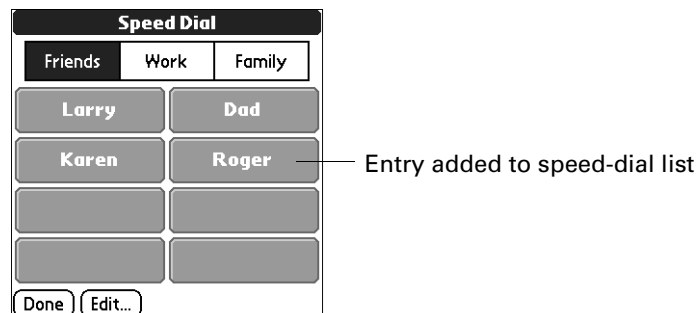 Speed Dial
Friends Work Family
Larry Dad
Karen Roger
Entry added to speed-dial list
Done Edit...